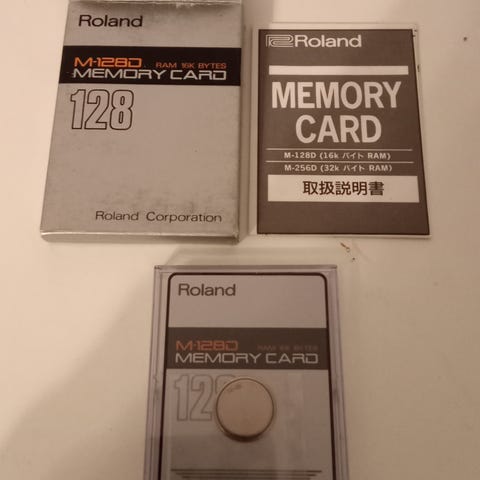 Roland
M-128D RAM 16K BYTES
MEMORY CARD
128
Roland Corporation
Roland
MEMORY
CARD
M-128D (16k バイト RAM)
M-256D (32k バイト RAM)
取扱説明書
Roland
M-128D RAM 16K BYTES
MEMORY CARD